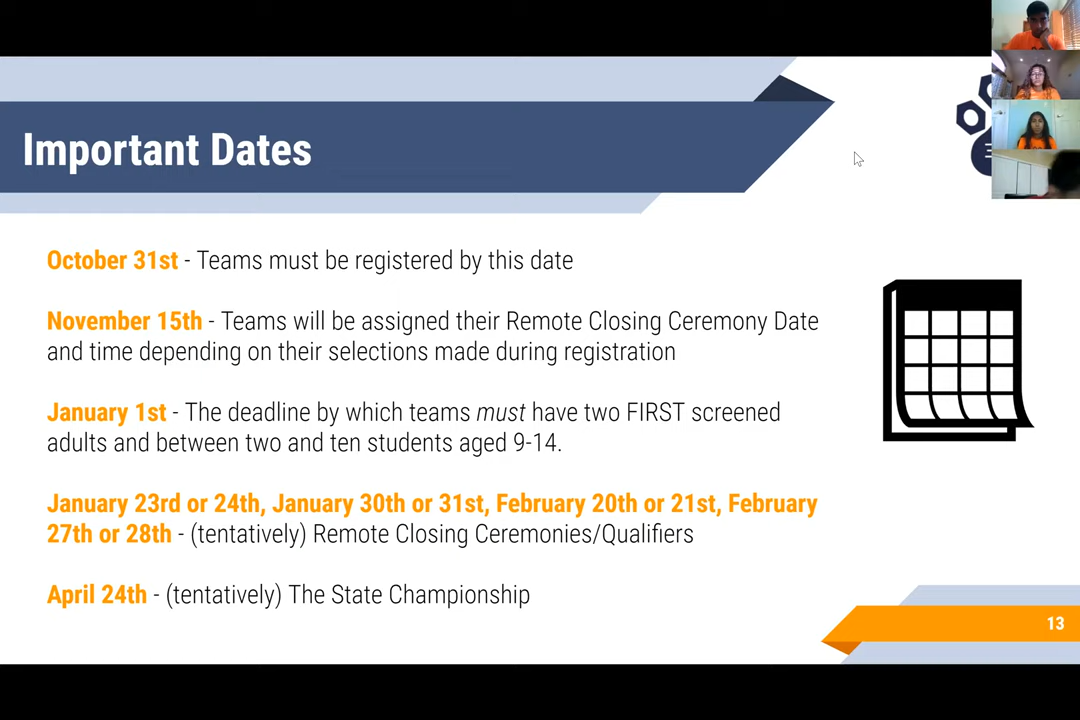 Important Dates
October 31st - Teams must be registered by this date
November 15th - Teams will be assigned their Remote Closing Ceremony Date
and time depending on their selections made during registration
January 1st - The deadline by which teams must have two FIRST screened
adults and between two and ten students aged 9-14.
January 23rd or 24th, January 30th or 31st, February 20th or 21st, February
27th or 28th - (tentatively) Remote Closing Ceremonies/Qualifiers
April 24th - (tentatively) The State Championship
13